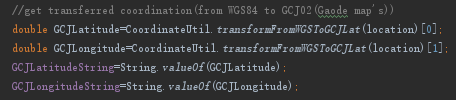 //get transferred coordination(from WGS84 to GCJ02(Gaode map's))
double GCJLatitude=CoordinateUtil.transformFromWGSToGCJLat(location)[0];
double GCJLongitude=CoordinateUtil.transformFromWGSToGCJLat(location)[1];
GCJLatitudeString=String.valueOf(GCJLatitude);
GCJLongitudeString=String.valueOf(GCJLongitude);